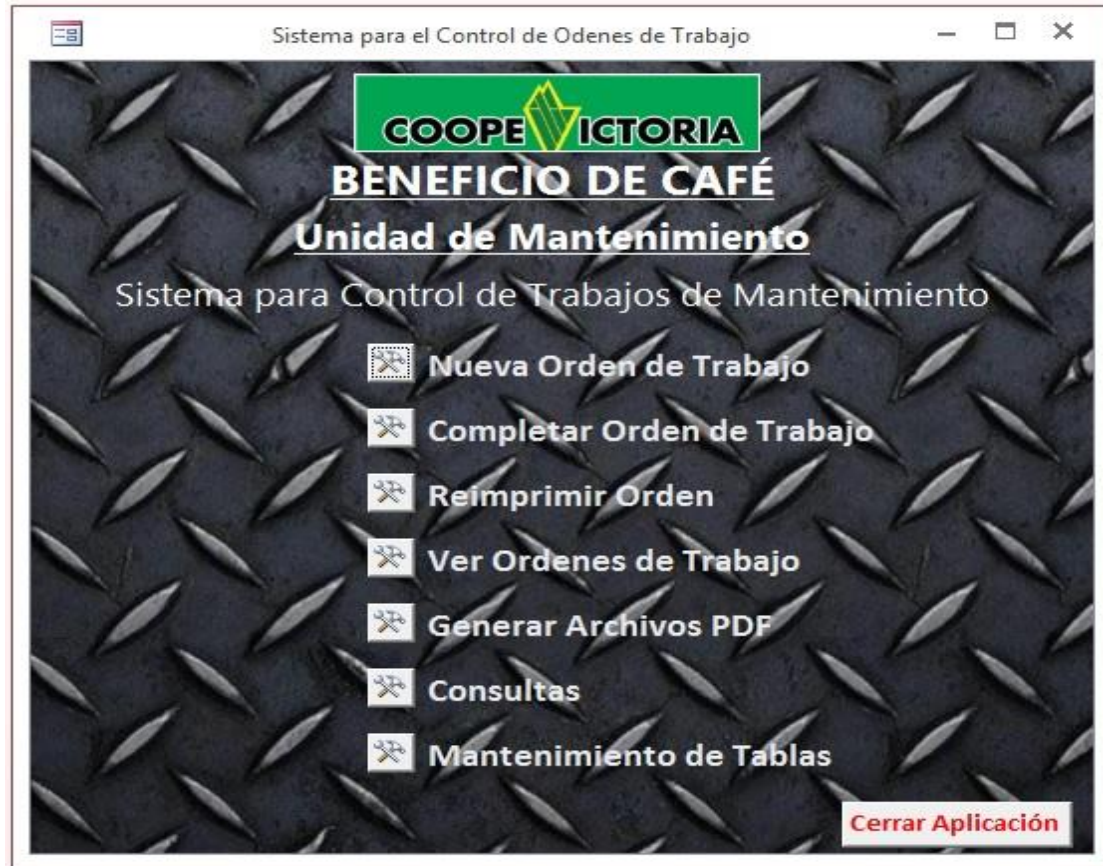 Sistema para el Control de Odenes de Trabajo
COOPEVICTORIA
BENEFICIO DE CAFÉ
Unidad de Mantenimiento
Sistema para Control de Trabajos de Mantenimiento
Nueva Orden de Trabajo
Completar Orden de Trabajo
Reimprimir Orden
Ver Ordenes de Trabajo
Generar Archivos PDF
Consultas
Mantenimiento de Tablas
Cerrar Aplicación